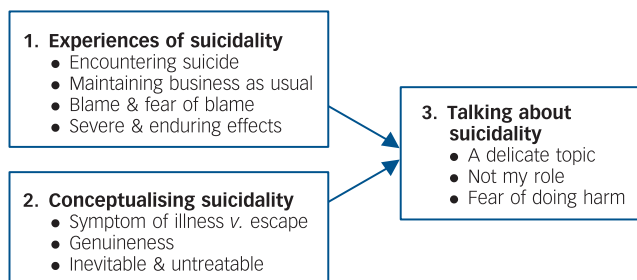 1. Experiences of suicidality
• Encountering suicide
• Maintaining business as usual
• Blame & fear of blame
• Severe & enduring effects
2. Conceptualising suicidality
• Symptom of illness v. escape
• Genuineness
• Inevitable & untreatable
3. Talking about
suicidality
• A delicate topic
• Not my role
• Fear of doing harm